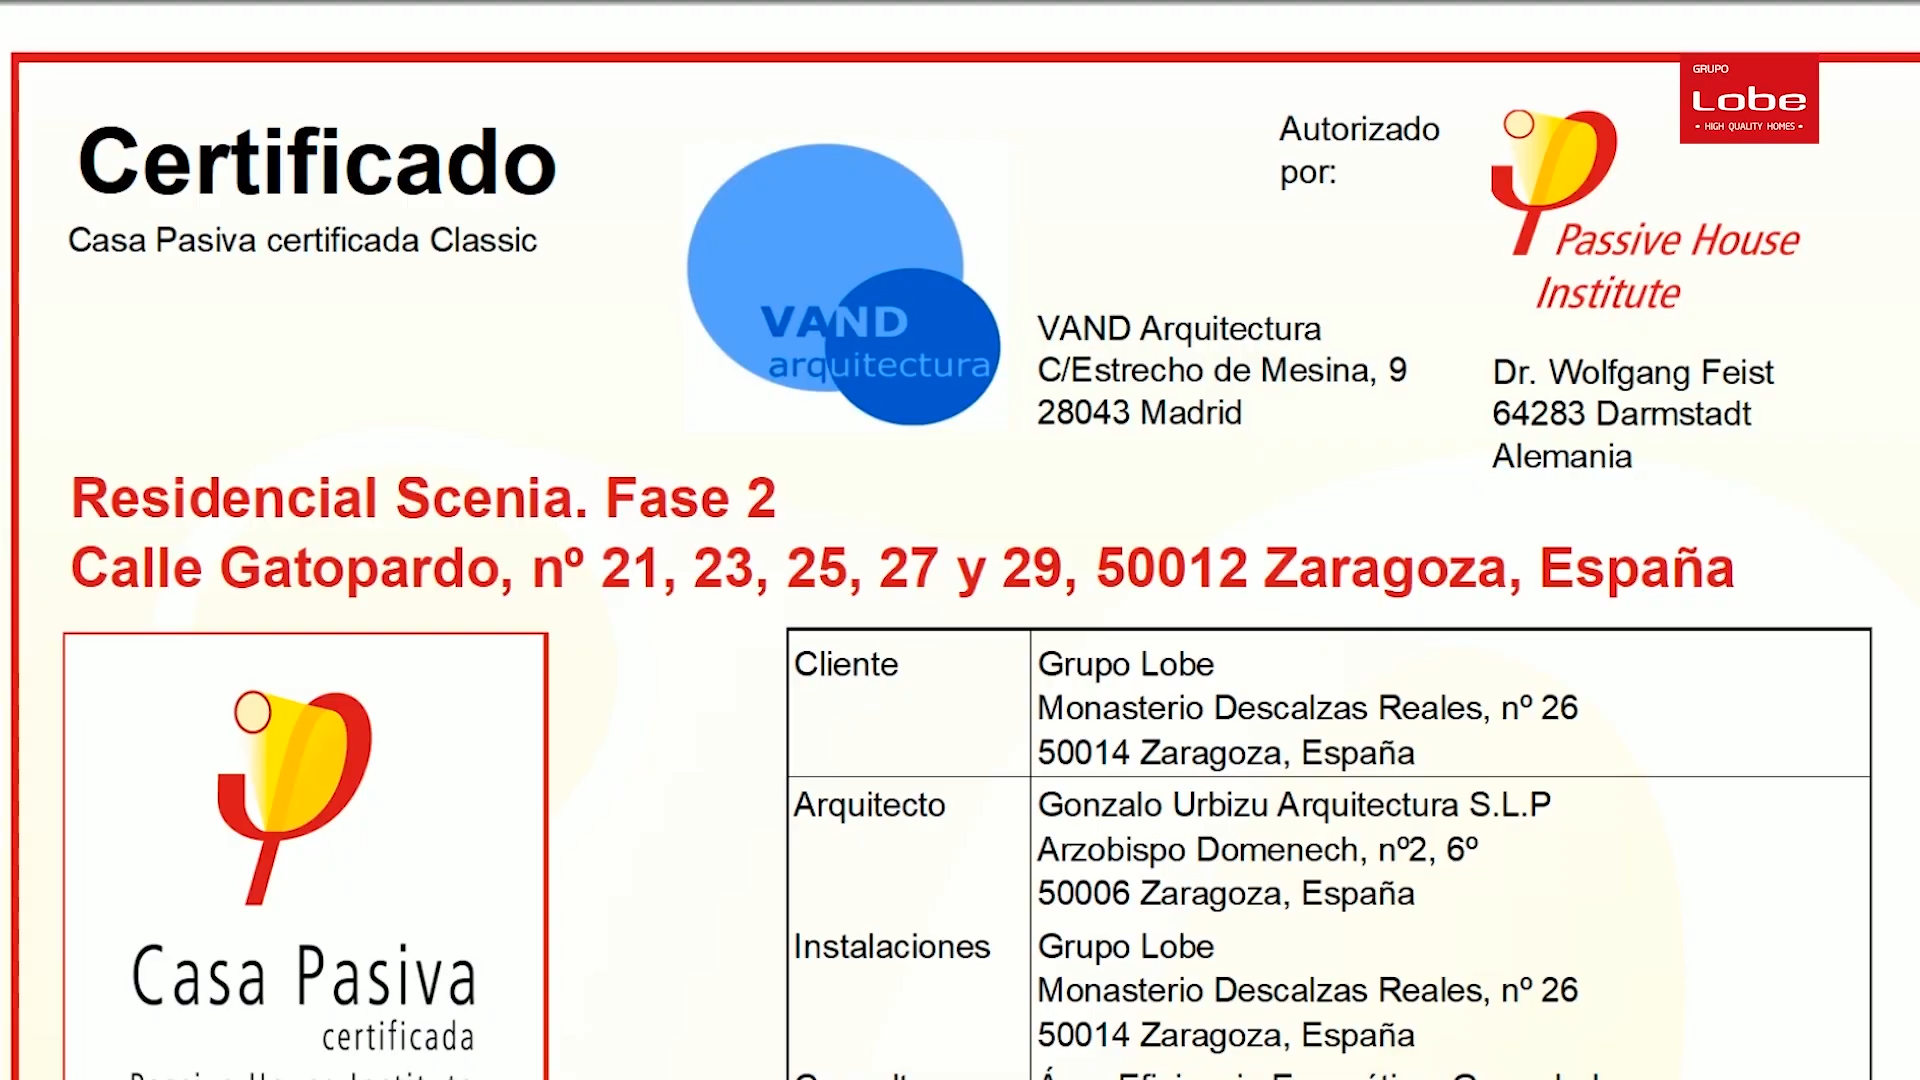 GRUPO
Lobe
• HIGH QUALITY HOMES •
Certificado
Casa Pasiva certificada Classic
VAND
arquitectura
VAND Arquitectura
C/Estrecho de Mesina, 9
28043 Madrid
Autorizado
por:
Passive House
Institute
Dr. Wolfgang Feist
64283 Darmstadt
Alemania
Residencial Scenia. Fase 2
Calle Gatopardo, nº 21, 23, 25, 27 y 29, 50012 Zaragoza, España
Casa Pasiva
certificada
Cliente
Grupo Lobe
Monasterio Descalzas Reales, nº 26
50014 Zaragoza, España
Arquitecto
Gonzalo Urbizu Arquitectura S.L.P
Arzobispo Domenech, nº2, 6º
50006 Zaragoza, España
Instalaciones
Grupo Lobe
Monasterio Descalzas Reales, nº 26
50014 Zaragoza, España